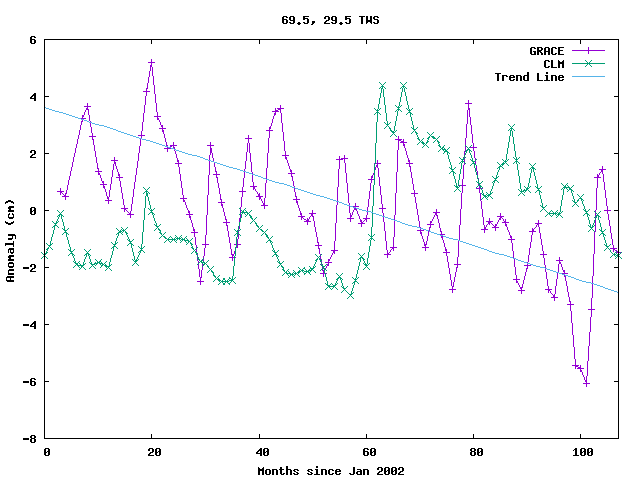 69.5, 29.5 TWS
GRACE
CLM
Trend Line
6
4
2
0
-2
-4
-6
-8
Anomaly (cm)
0 20 40 60 80 100
Months since Jan 2002